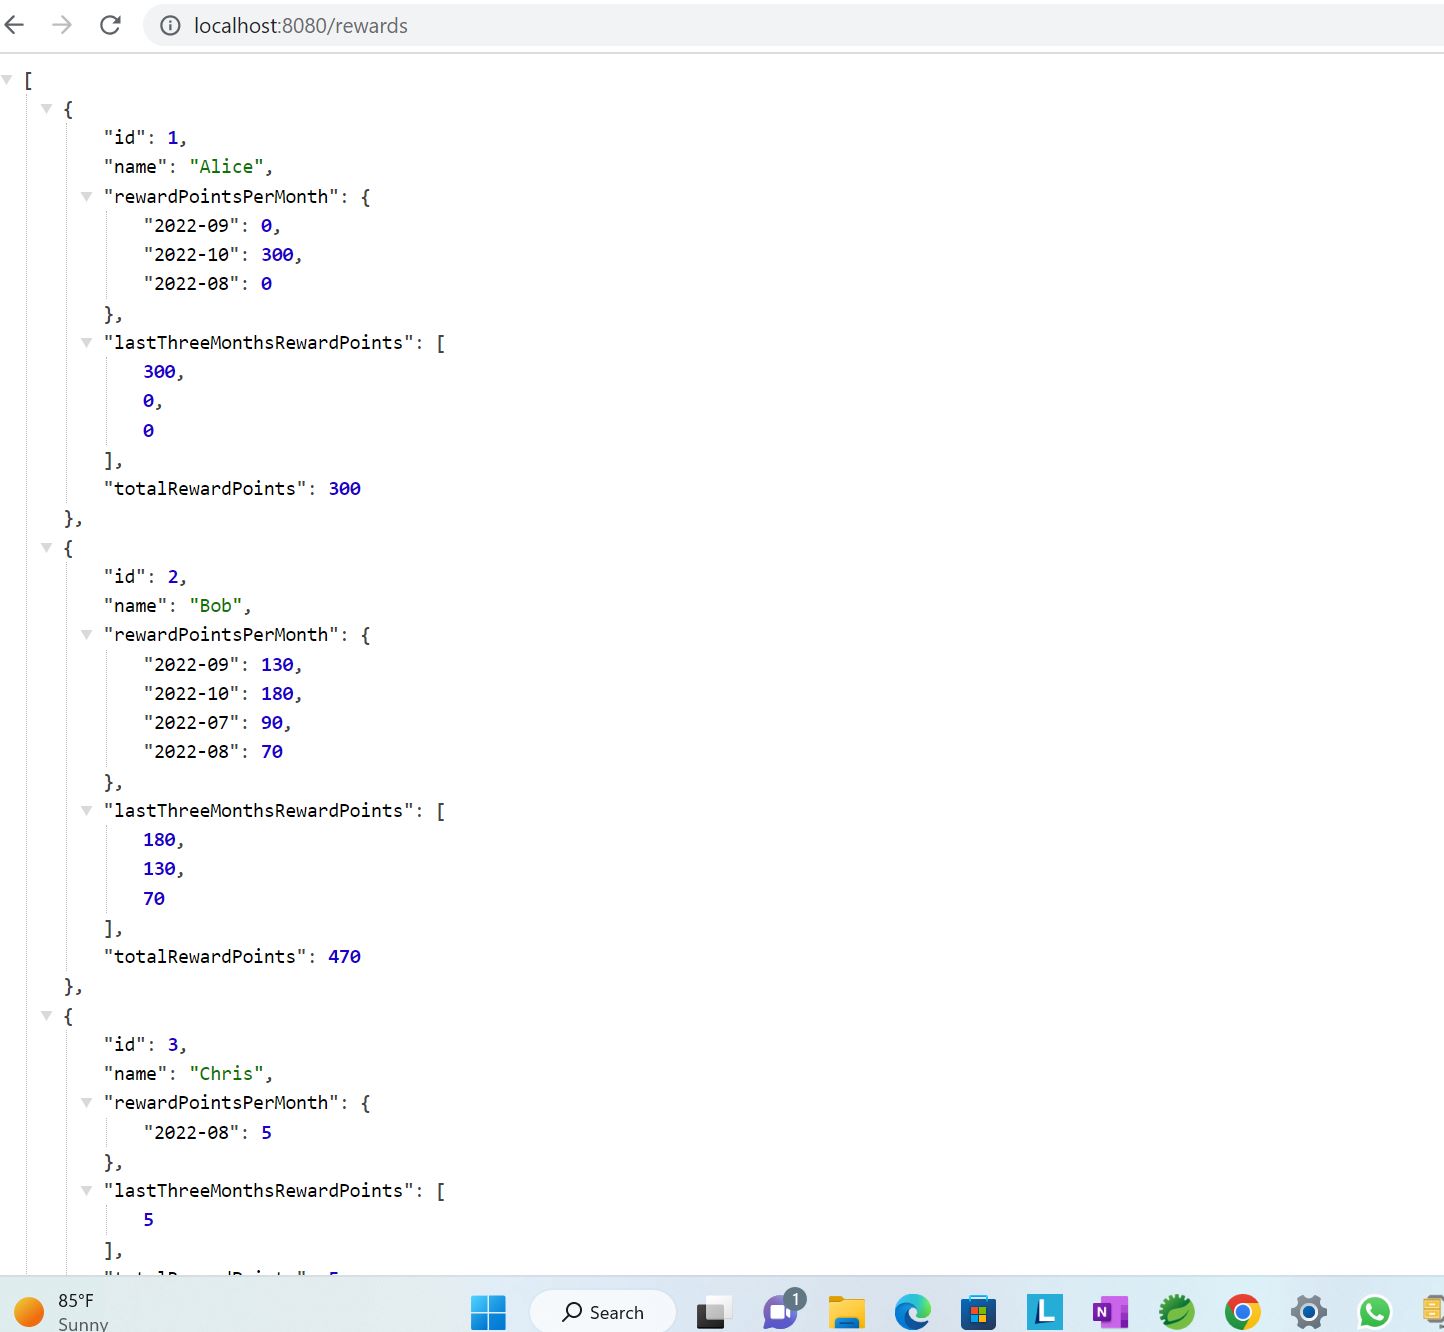 localhost:8080/rewards
[
{
"id": 1,
"name": "Alice",
"rewardPointsPerMonth": {
"2022-09": 0,
"2022-10": 300,
"2022-08": 0
},
"lastThreeMonthsRewardPoints": [
300,
0,
0
],
"totalRewardPoints": 300
},
{
"id": 2,
"name": "Bob",
"rewardPointsPerMonth": {
"2022-09": 130,
"2022-10": 180,
"2022-07": 90,
"2022-08": 70
},
"lastThreeMonthsRewardPoints": [
180,
130,
70
],
"totalRewardPoints": 470
},
{
"id": 3,
"name": "Chris",
"rewardPointsPerMonth": {
"2022-08": 5
},
"lastThreeMonthsRewardPoints": [
5
],
85°F
Sunny
Search
1
L
N